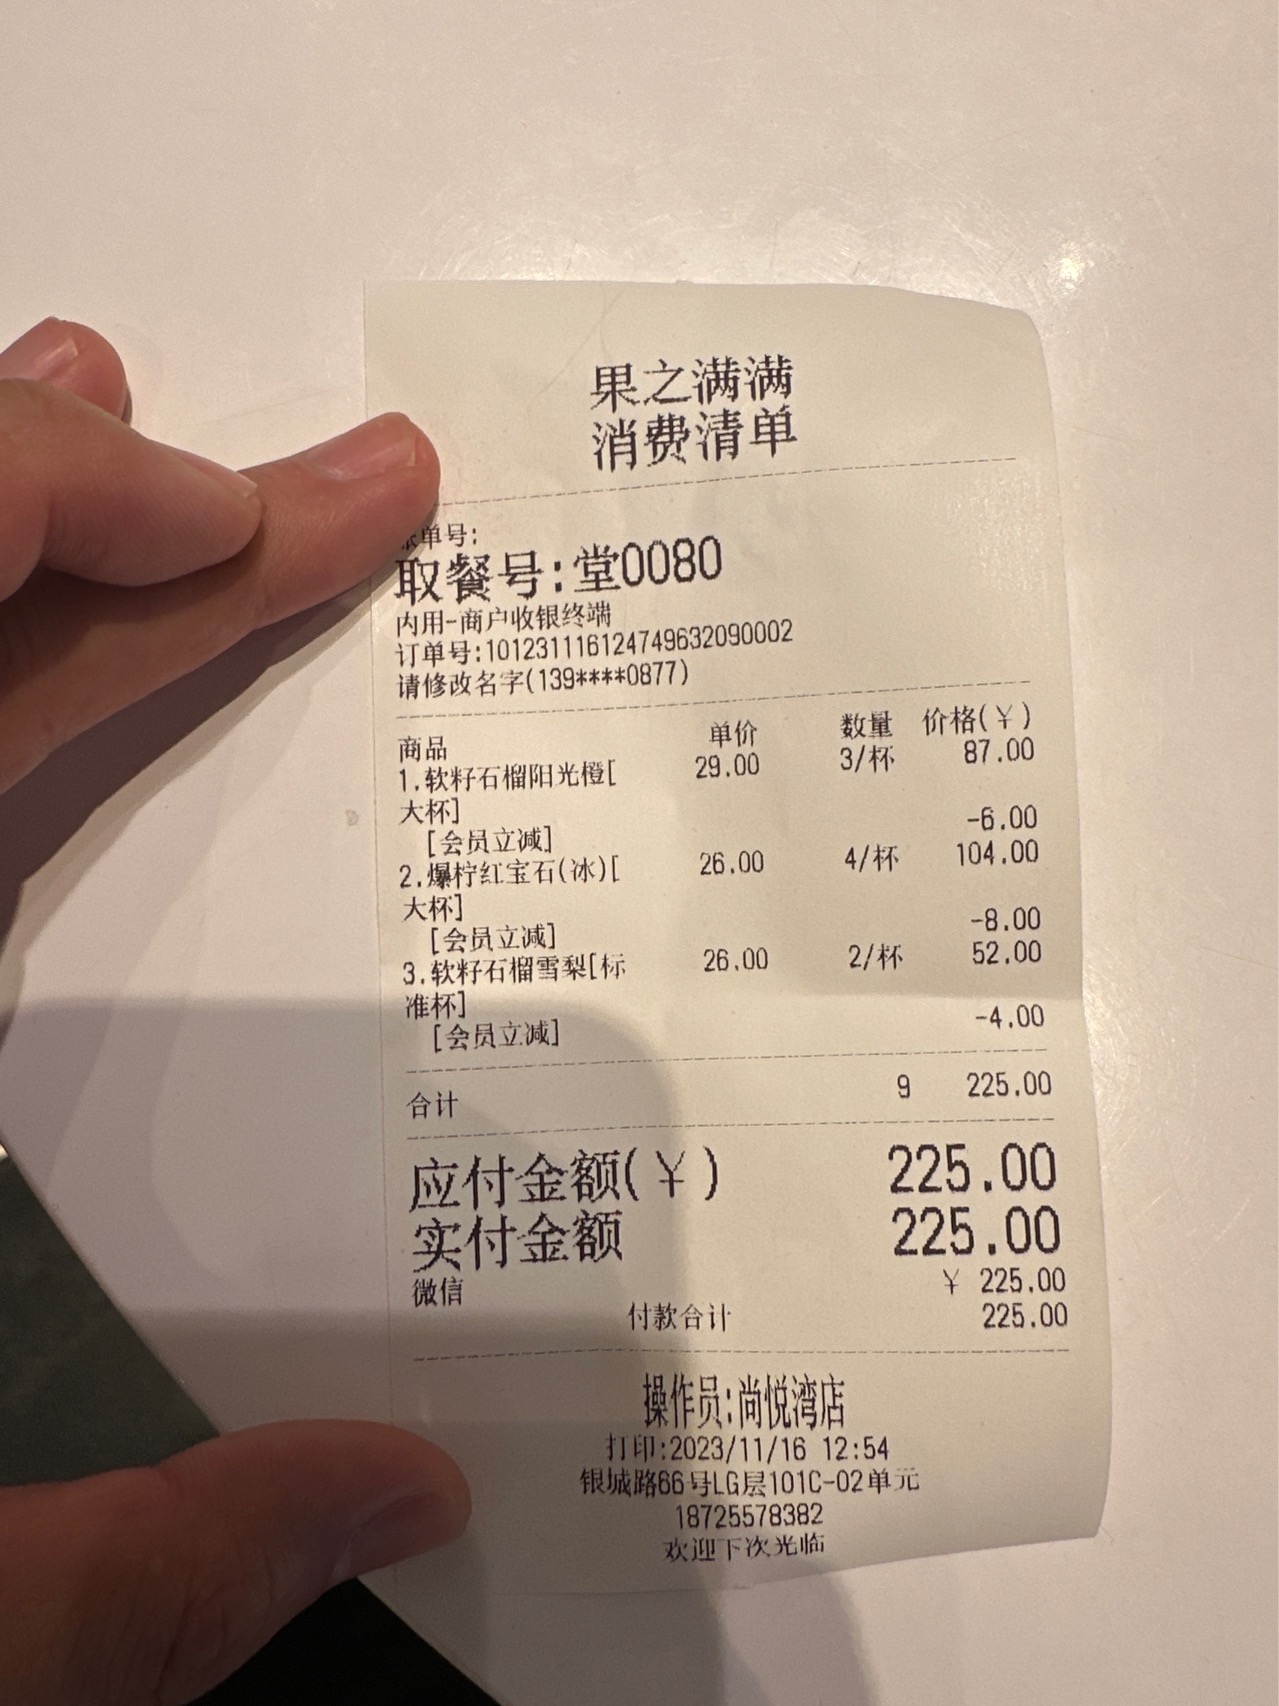 果之满满
消费清单
单号:
取餐号:堂0080
内用-商户收银终端
订单号:101231116124749632090002
请修改名字(139****0877)
商品 单价 数量 价格(¥)
1.软籽石榴阳光橙[ 29.00 3/杯 87.00
大杯]
[会员立减] -6.00
2.爆柠红宝石(冰)[ 26.00 4/杯 104.00
大杯]
[会员立减] -8.00
3.软籽石榴雪梨[标 26.00 2/杯 52.00
准杯]
[会员立减] -4.00
合计 9 225.00
应付金额(¥) 225.00
实付金额 225.00
微信 ¥ 225.00
付款合计 225.00
操作员:尚悦湾店
打印:2023/11/16 12:54
银城路66号LG层101C-02单元
18725578382
欢迎下次光临